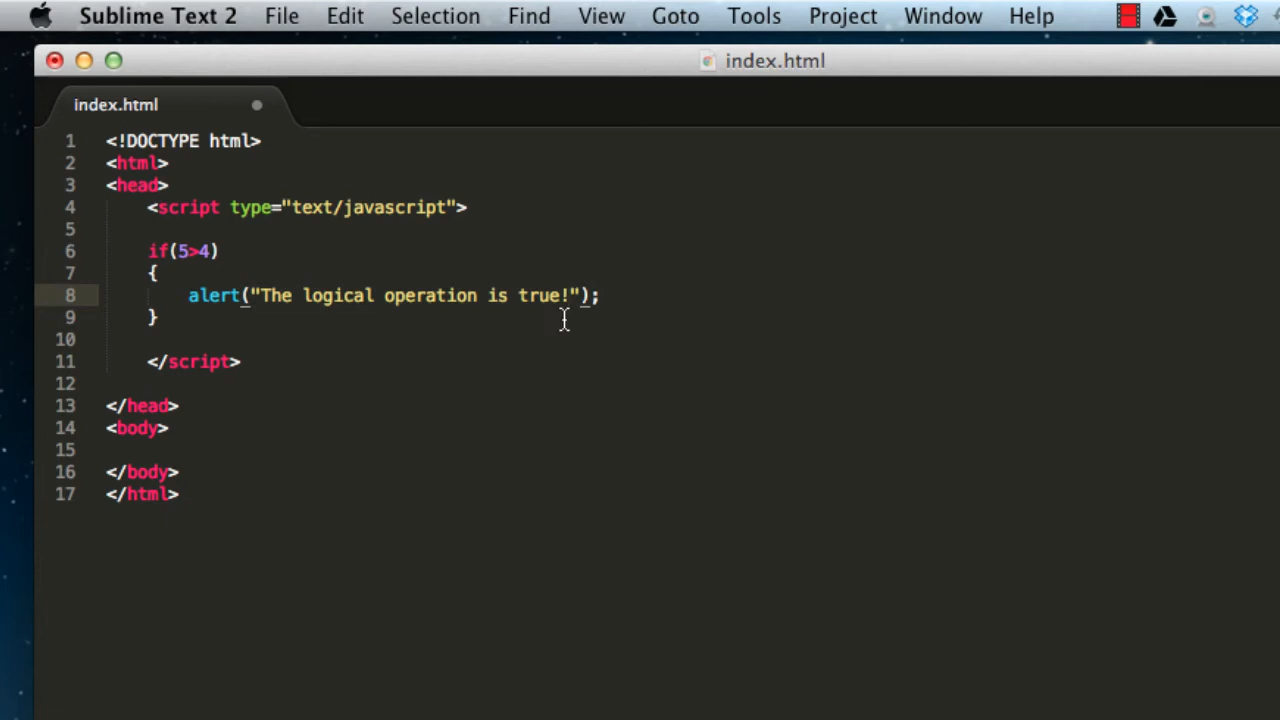 Sublime Text 2 File Edit Selection Find View Goto Tools Project Window Help
index.html
index.html
1 <!DOCTYPE html>
2 <html>
3 <head>
4 <script type="text/javascript">
5
6 if(5>4)
7 {
8 alert("The logical operation is true!");
9 }
10
11 </script>
12
13 </head>
14 <body>
15
16 </body>
17 </html>